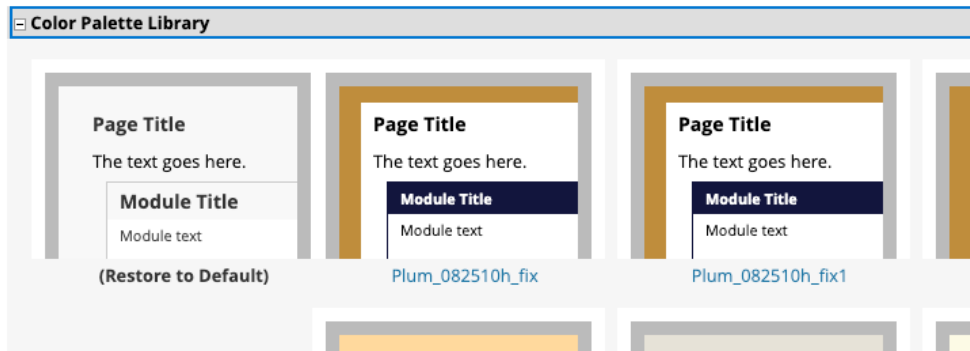 Color Palette Library
Page Title
The text goes here.
Module Title
Module text
(Restore to Default)
Page Title
The text goes here.
Module Title
Module text
Plum_082510h_fix
Page Title
The text goes here.
Module Title
Module text
Plum_082510h_fix1